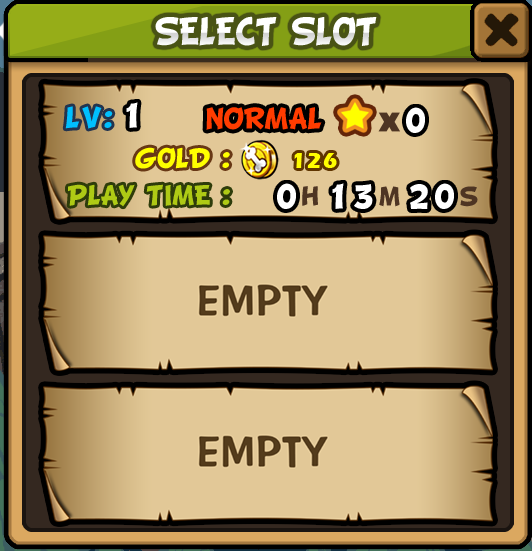 SELECT SLOT
LV: 1 NORMAL x0
GOLD : 126
PLAY TIME : 0H 13M 20S
EMPTY
EMPTY